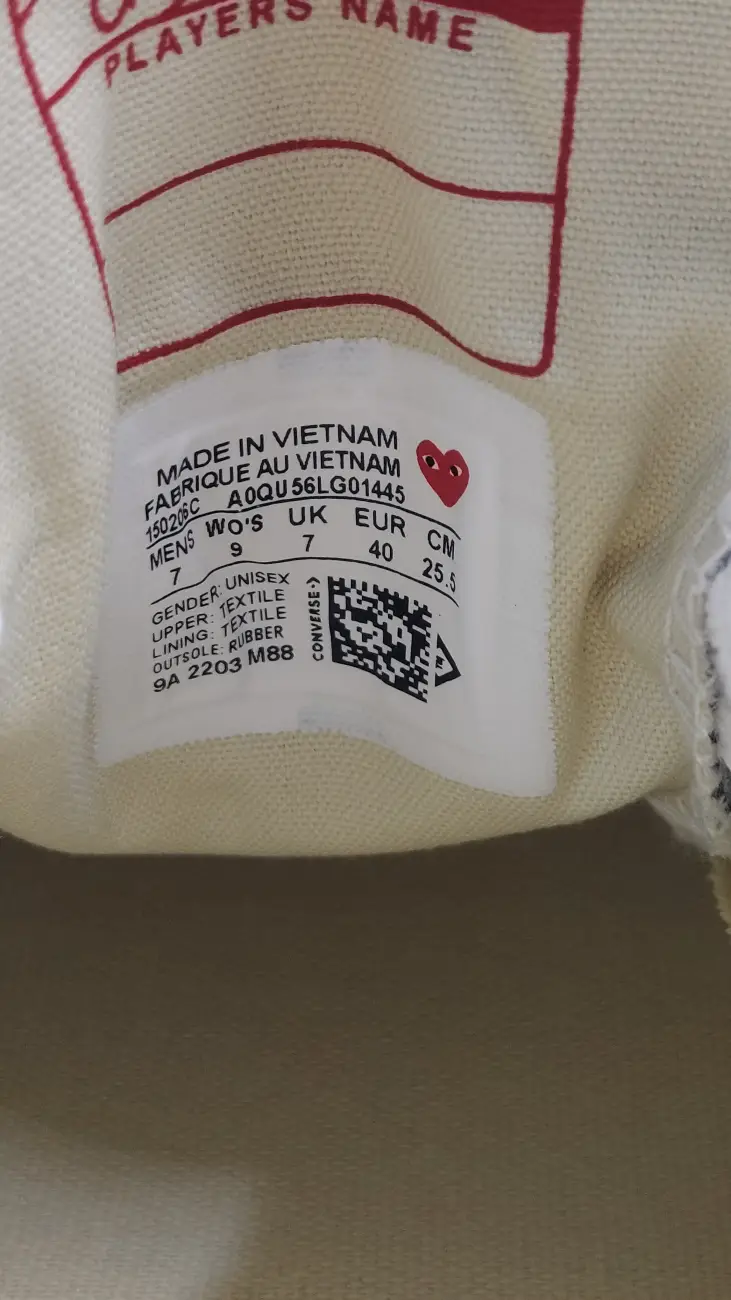 PLAYERS NAME
MADE IN VIETNAM
FABRIQUE AU VIETNAM
150206C A0QU56LG01445
MENS WO'S UK EUR CM
7 9 7 40 25.5
GENDER: UNISEX
UPPER: TEXTILE
LINING: TEXTILE
OUTSOLE: RUBBER
9A 2203 M88
CONVERSE